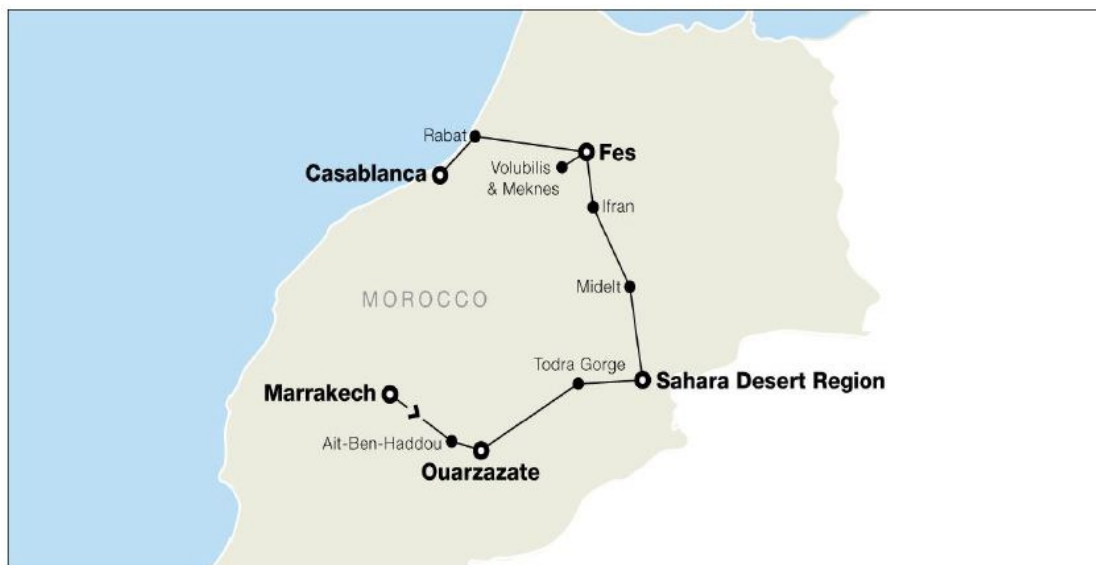 Rabat
Fes
Casablanca
Volubilis
& Meknes
Ifran
Midelt
MOROCCO
Todra Gorge
Sahara Desert Region
Marrakech
Ait-Ben-Haddou
Ouarzazate